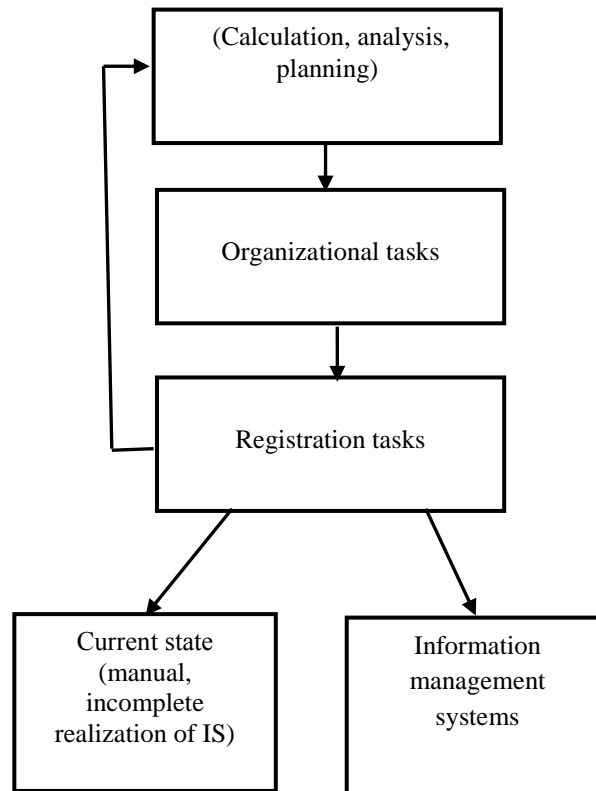 (Calculation, analysis,
planning)
Organizational tasks
Registration tasks
Current state
(manual,
incomplete
realization of IS)
Information
management
systems